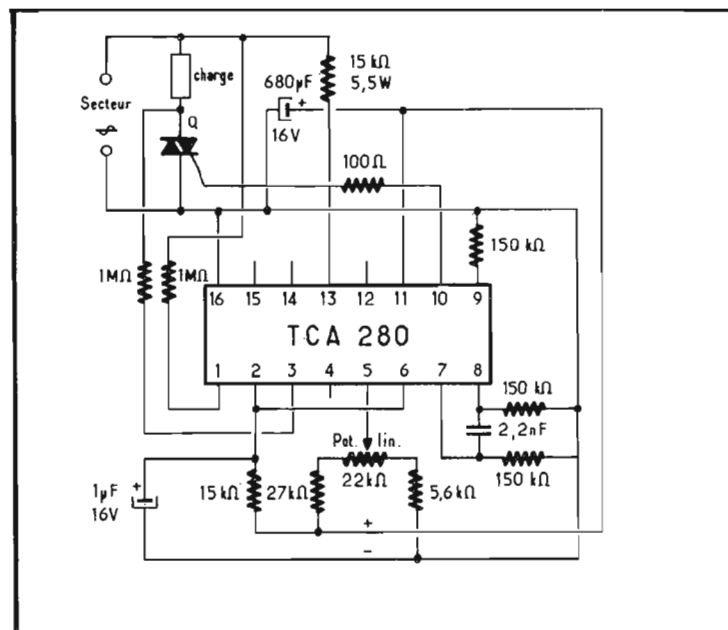 15 kΩ
5,5W
680µF
+
16V
charge
Secteur
Q
100Ω
150 kΩ
1MΩ
1MΩ
16 15 14 13 12 11 10 9
TCA 280
1 2 3 4 5 6 7 8
150 kΩ
2,2nF
Pot. lin.
22kΩ
150 kΩ
+
1µF
16V
15kΩ
27kΩ
5,6kΩ
+
−